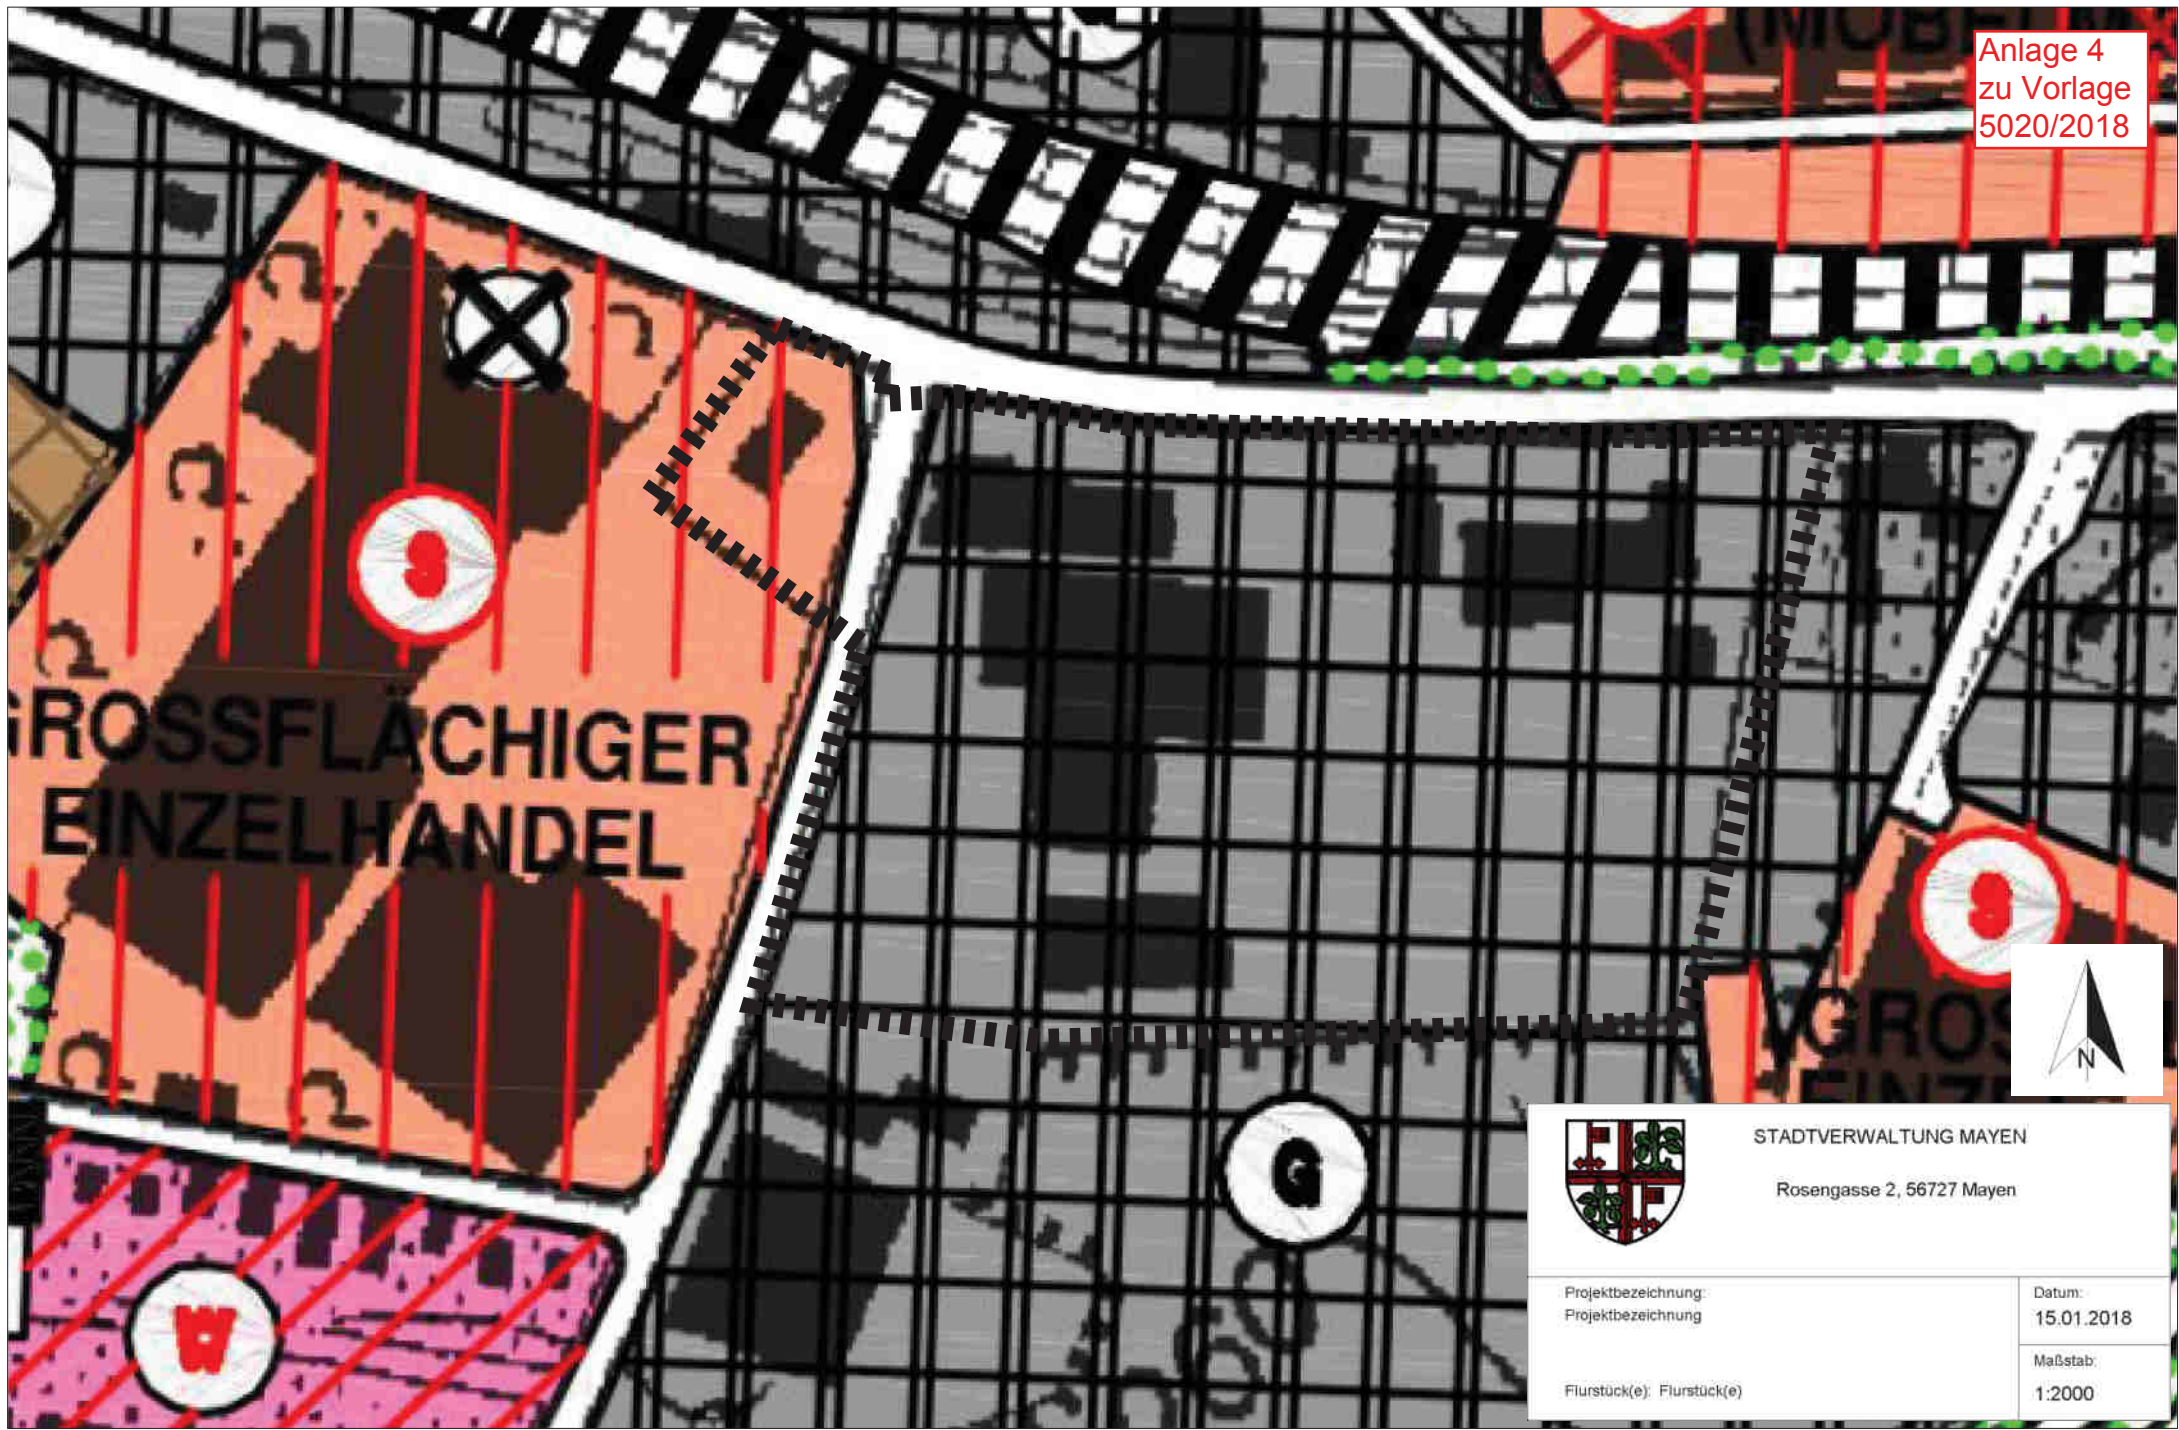 Anlage 4
zu Vorlage
5020/2018
S
GROSSFLÄCHIGER
EINZELHANDEL
S
N
G
W
STADTVERWALTUNG MAYEN
Rosengasse 2, 56727 Mayen
Projektbezeichnung:
Projektbezeichnung
Datum:
15.01.2018
Maßstab:
1:2000
Flurstück(e): Flurstück(e)